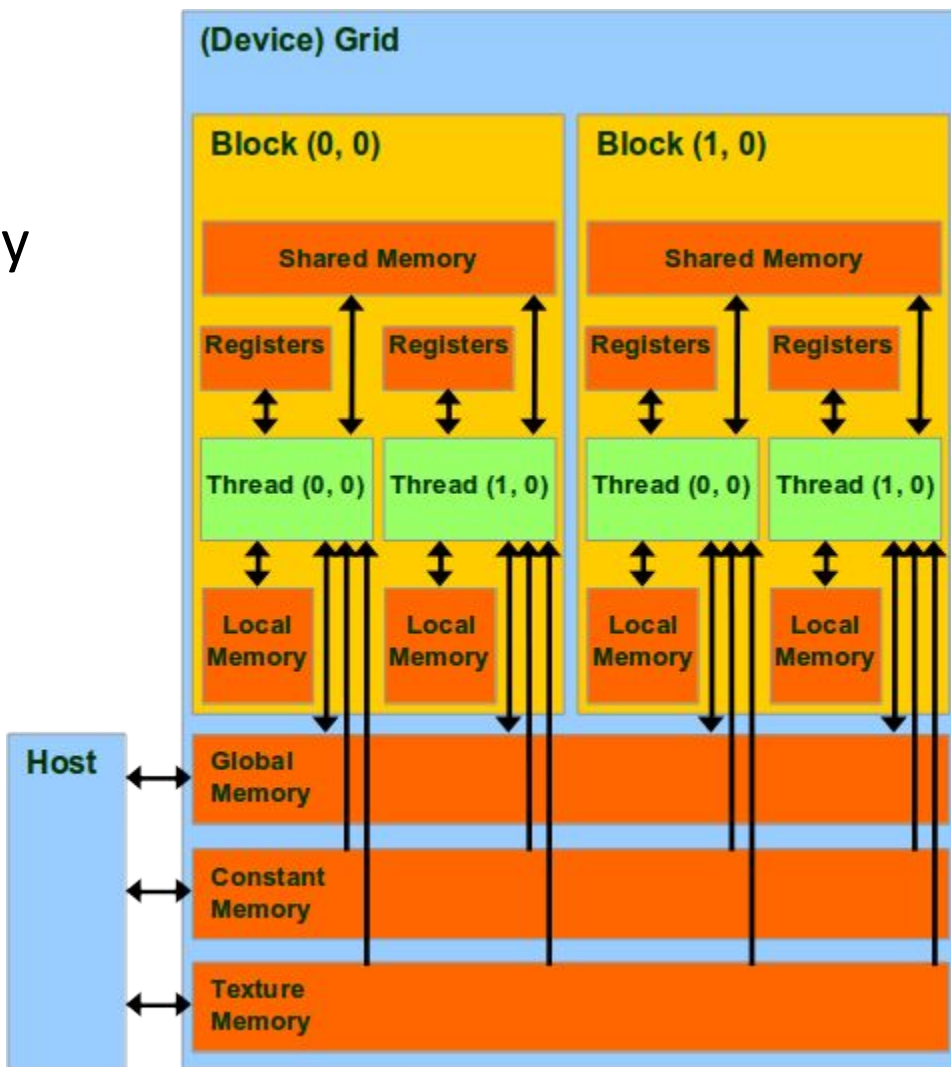 (Device) Grid
Block (0, 0)
Block (1, 0)
y
Shared Memory
Shared Memory
Registers
Registers
Registers
Registers
Thread (0, 0)
Thread (1, 0)
Thread (0, 0)
Thread (1, 0)
Local
Memory
Local
Memory
Local
Memory
Local
Memory
Host
Global
Memory
Constant
Memory
Texture
Memory